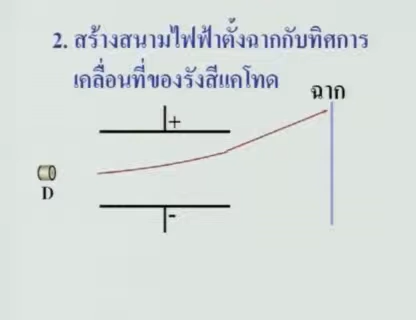 2. สร้างสนามไฟฟ้าตั้งฉากกับทิศการ
เคลื่อนที่ของรังสีแคโทด
ฉาก
+
D
-